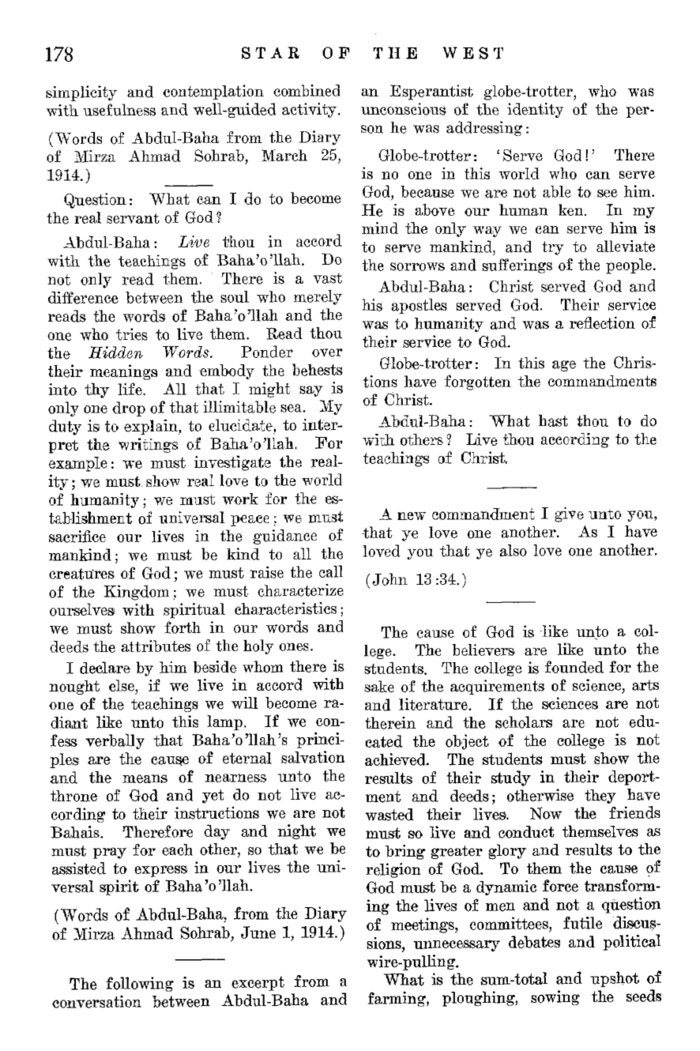 178 STAR OF THE WEST
simplicity and contemplation combined
with usefulness and well-guided activity.
(Words of Abdul-Baha from the Diary
of Mirza Ahmad Sohrab, March 25,
1914.)
Question: What can I do to become
the real servant of God?
Abdul-Baha: Live thou in accord
with the teachings of Baha'o'llah. Do
not only read them. There is a vast
difference between the soul who merely
reads the words of Baha'o'llah and the
one who tries to live them. Read thou
the Hidden Words. Ponder over
their meanings and embody the behests
into thy life. All that I might say is
only one drop of that illimitable sea. My
duty is to explain, to elucidate, to inter-
pret the writings of Baha'o'llah. For
example: we must investigate the real-
ity; we must show real love to the world
of humanity; we must work for the es-
tablishment of universal peace; we must
sacrifice our lives in the guidance of
mankind; we must be kind to all the
creatures of God; we must raise the call
of the Kingdom; we must characterize
ourselves with spiritual characteristics;
we must show forth in our words and
deeds the attributes of the holy ones.
I declare by him beside whom there is
nought else, if we live in accord with
one of the teachings we will become ra-
diant like unto this lamp. If we con-
fess verbally that Baha'o'llah's princi-
ples are the cause of eternal salvation
and the means of nearness unto the
throne of God and yet do not live ac-
cording to their instructions we are not
Bahais. Therefore day and night we
must pray for each other, so that we be
assisted to express in our lives the uni-
versal spirit of Baha'o'llah.
(Words of Abdul-Baha, from the Diary
of Mirza Ahmad Sohrab, June 1, 1914.)
The following is an excerpt from a
conversation between Abdul-Baha and
an Esperantist globe-trotter, who was
unconscious of the identity of the per-
son he was addressing:
Globe-trotter: 'Serve God!' There
is no one in this world who can serve
God, because we are not able to see him.
He is above our human ken. In my
mind the only way we can serve him is
to serve mankind, and try to alleviate
the sorrows and sufferings of the people.
Abdul-Baha: Christ served God and
his apostles served God. Their service
was to humanity and was a reflection of
their service to God.
Globe-trotter: In this age the Chris-
tions have forgotten the commandments
of Christ.
Abdul-Baha: What hast thou to do
with others? Live thou according to the
teachings of Christ.
A new commandment I give unto you,
that ye love one another. As I have
loved you that ye also love one another.
(John 13:34.)
The cause of God is like unto a col-
lege. The believers are like unto the
students. The college is founded for the
sake of the acquirements of science, arts
and literature. If the sciences are not
therein and the scholars are not edu-
cated the object of the college is not
achieved. The students must show the
results of their study in their deport-
ment and deeds; otherwise they have
wasted their lives. Now the friends
must so live and conduct themselves as
to bring greater glory and results to the
religion of God. To them the cause of
God must be a dynamic force transform-
ing the lives of men and not a question
of meetings, committees, futile discus-
sions, unnecessary debates and political
wire-pulling.
What is the sum-total and upshot of
farming, ploughing, sowing the seeds